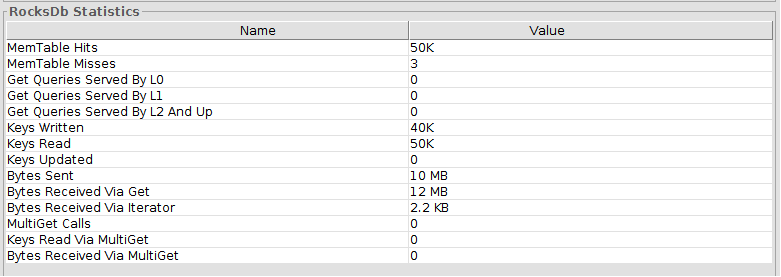 RocksDb Statistics
Name Value
MemTable Hits 50K
MemTable Misses 3
Get Queries Served By L0 0
Get Queries Served By L1 0
Get Queries Served By L2 And Up 0
Keys Written 40K
Keys Read 50K
Keys Updated 0
Bytes Sent 10 MB
Bytes Received Via Get 12 MB
Bytes Received Via Iterator 2.2 KB
MultiGet Calls 0
Keys Read Via MultiGet 0
Bytes Received Via MultiGet 0